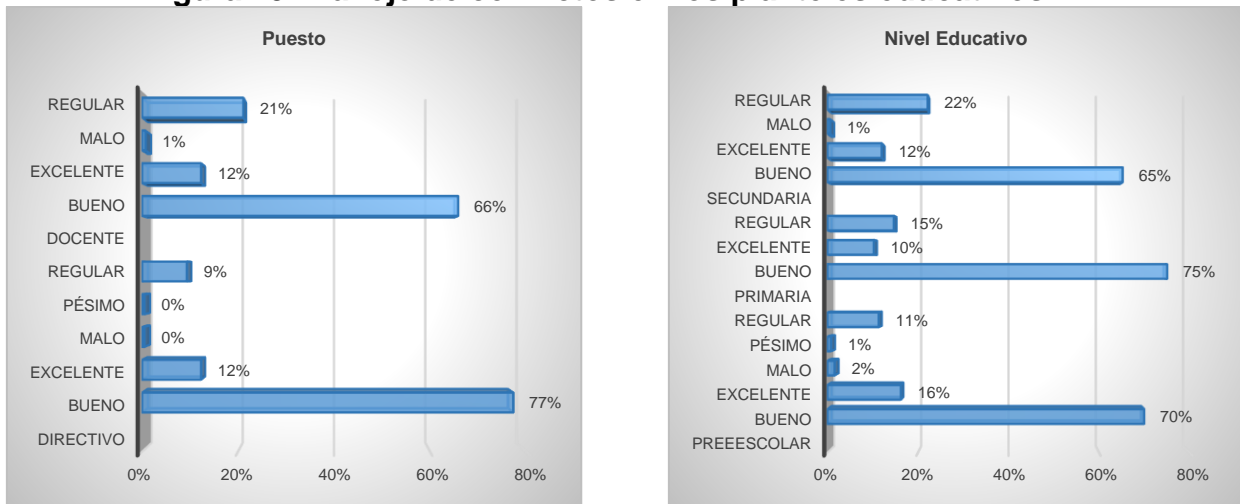 Puesto
REGULAR 21%
MALO 1%
EXCELENTE 12%
BUENO 66%
DOCENTE
REGULAR 9%
PÉSIMO 0%
MALO 0%
EXCELENTE 12%
BUENO 77%
DIRECTIVO
0% 20% 40% 60% 80%
Nivel Educativo
REGULAR 22%
MALO 1%
EXCELENTE 12%
BUENO 65%
SECUNDARIA
REGULAR 15%
EXCELENTE 10%
BUENO 75%
PRIMARIA
REGULAR 11%
PÉSIMO 1%
MALO 2%
EXCELENTE 16%
BUENO 70%
PREEESCOLAR
0% 20% 40% 60% 80%